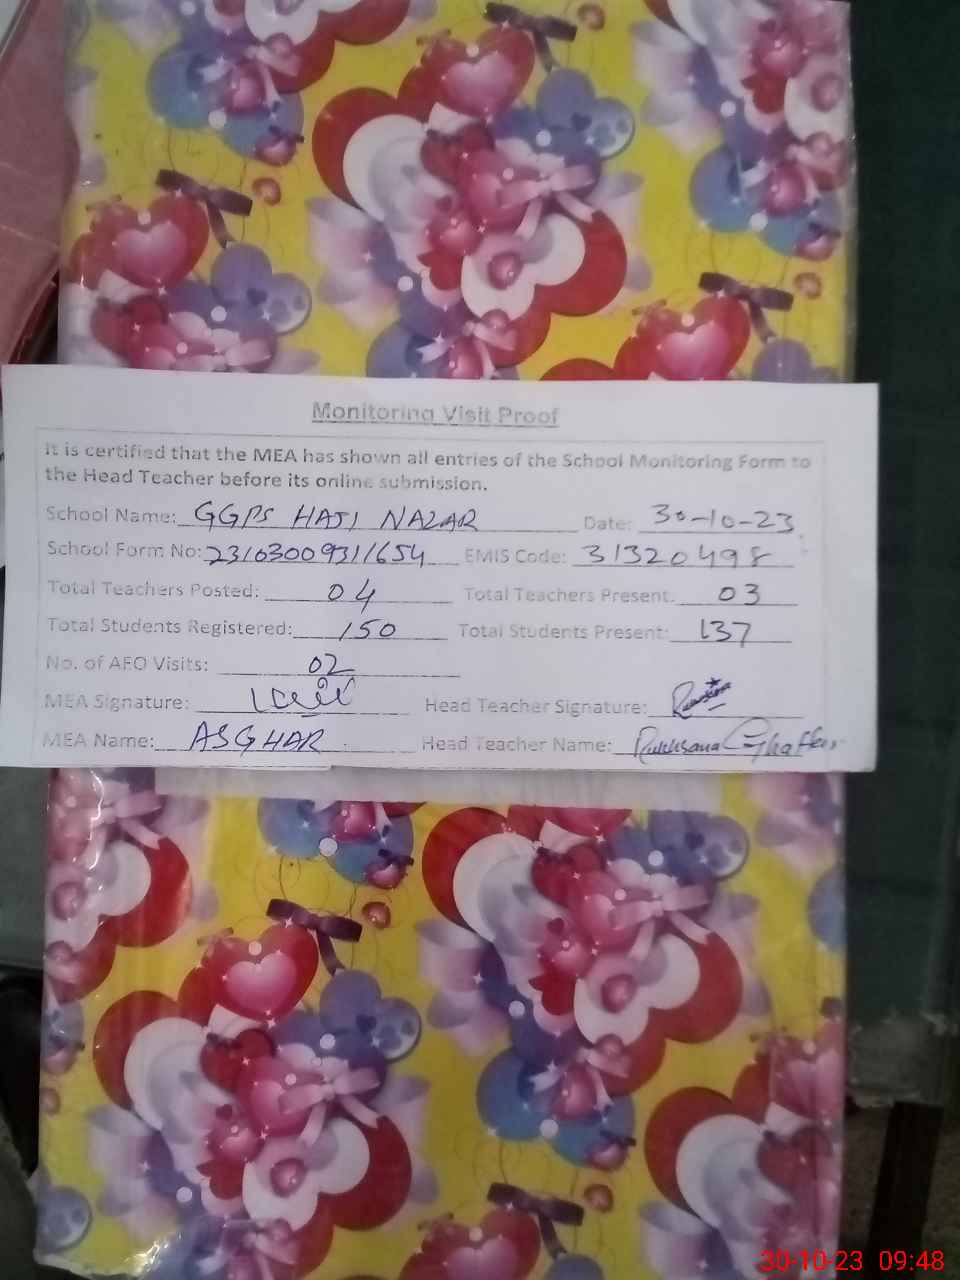 Monitoring Visit Proof
It is certified that the MEA has shown all entries of the School Monitoring Form to
the Head Teacher before its online submission.
School Name: GGPS HAJI NAZAR Date: 30-10-23
School Form No: 23103009311654 EMIS Code: 31320498
Total Teachers Posted: 04 Total Teachers Present: 03
Total Students Registered: 150 Total Students Present: 137
No. of AEO Visits: 02
MEA Signature: Head Teacher Signature:
MEA Name: ASGHAR Head Teacher Name: Rukhsana Ghaffar
30-10-23 09:48